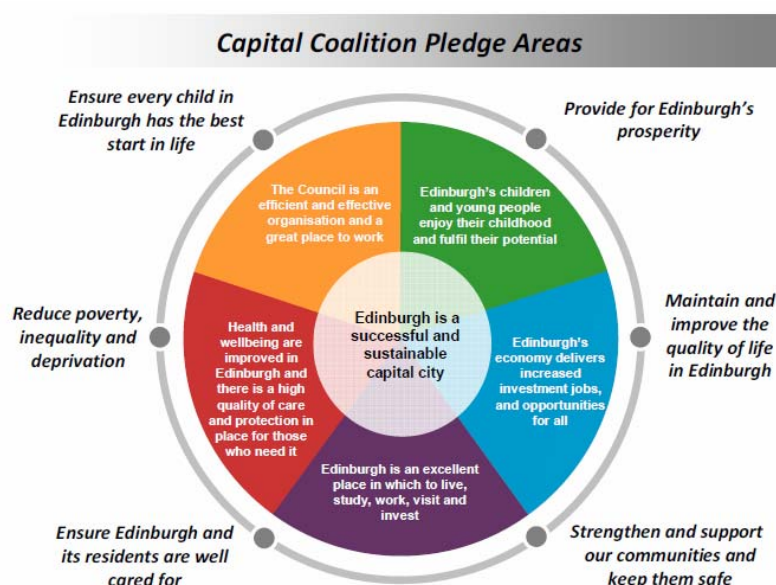 Capital Coalition Pledge Areas
Ensure every child in
Edinburgh has the best
start in life
Provide for Edinburgh's
prosperity
The Council is an
efficient and effective
organisation and a
great place to work
Edinburgh's children
and young people
enjoy their childhood
and fulfil their potential
Reduce poverty,
inequality and
deprivation
Health and
wellbeing are
improved in
Edinburgh and
there is a high
quality of care
and protection in
place for those
who need it
Edinburgh is a
successful and
sustainable
capital city
Edinburgh's
economy delivers
increased
investment jobs,
and opportunities
for all
Maintain and
improve the
quality of life
in Edinburgh
Edinburgh is an excellent
place in which to live,
study, work, visit and
invest
Ensure Edinburgh and
its residents are well
cared for
Strengthen and support
our communities and
keep them safe